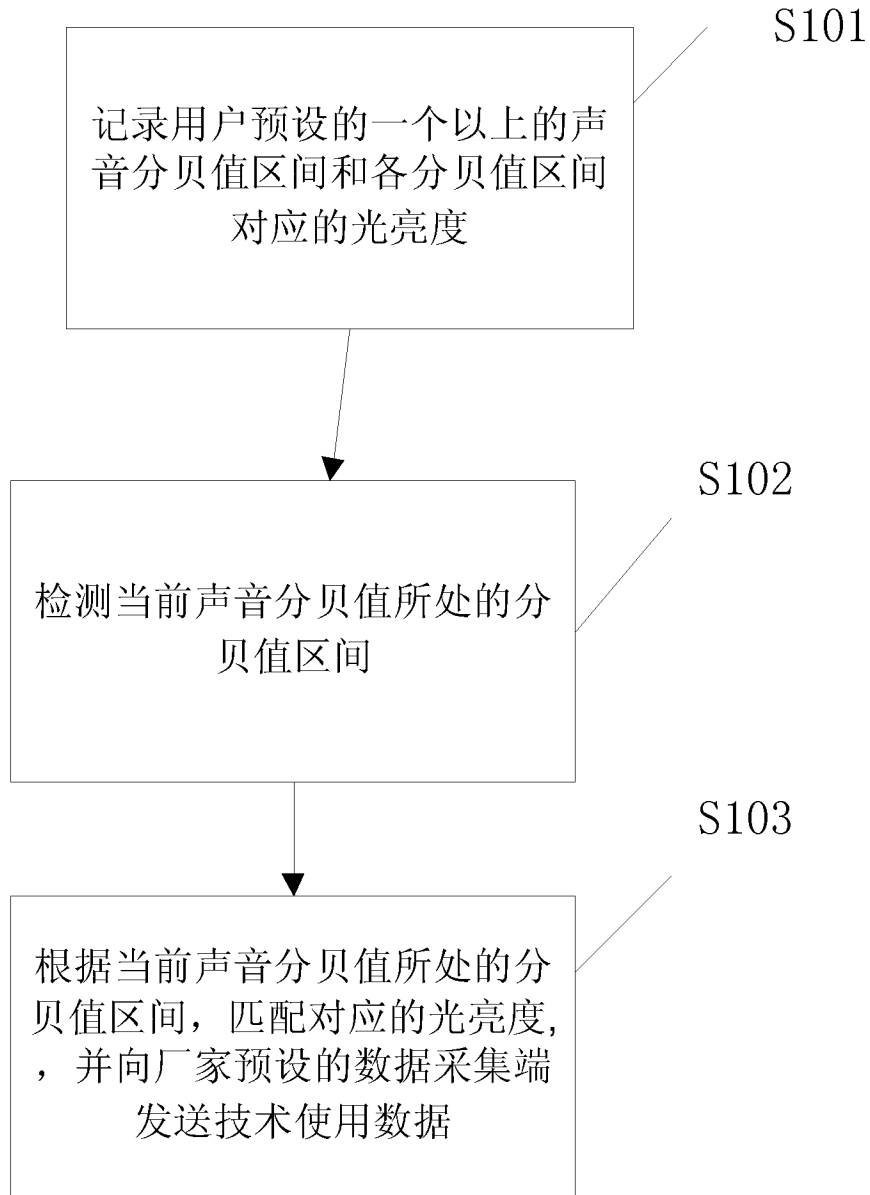 S101
记录用户预设的一个以上的声
音分贝值区间和各分贝值区间
对应的光亮度
S102
检测当前声音分贝值所处的分
贝值区间
S103
根据当前声音分贝值所处的分
贝值区间，匹配对应的光亮度,
，并向厂家预设的数据采集端
发送技术使用数据